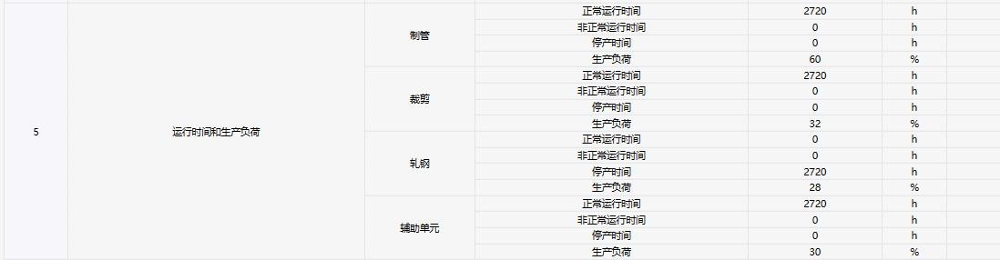 5
运行时间和生产负荷
制管
正常运行时间 2720 h
非正常运行时间 0 h
停产时间 0 h
生产负荷 60 %
裁剪
正常运行时间 2720 h
非正常运行时间 0 h
停产时间 0 h
生产负荷 32 %
轧钢
正常运行时间 0 h
非正常运行时间 0 h
停产时间 2720 h
生产负荷 28 %
辅助单元
正常运行时间 2720 h
非正常运行时间 0 h
停产时间 0 h
生产负荷 30 %